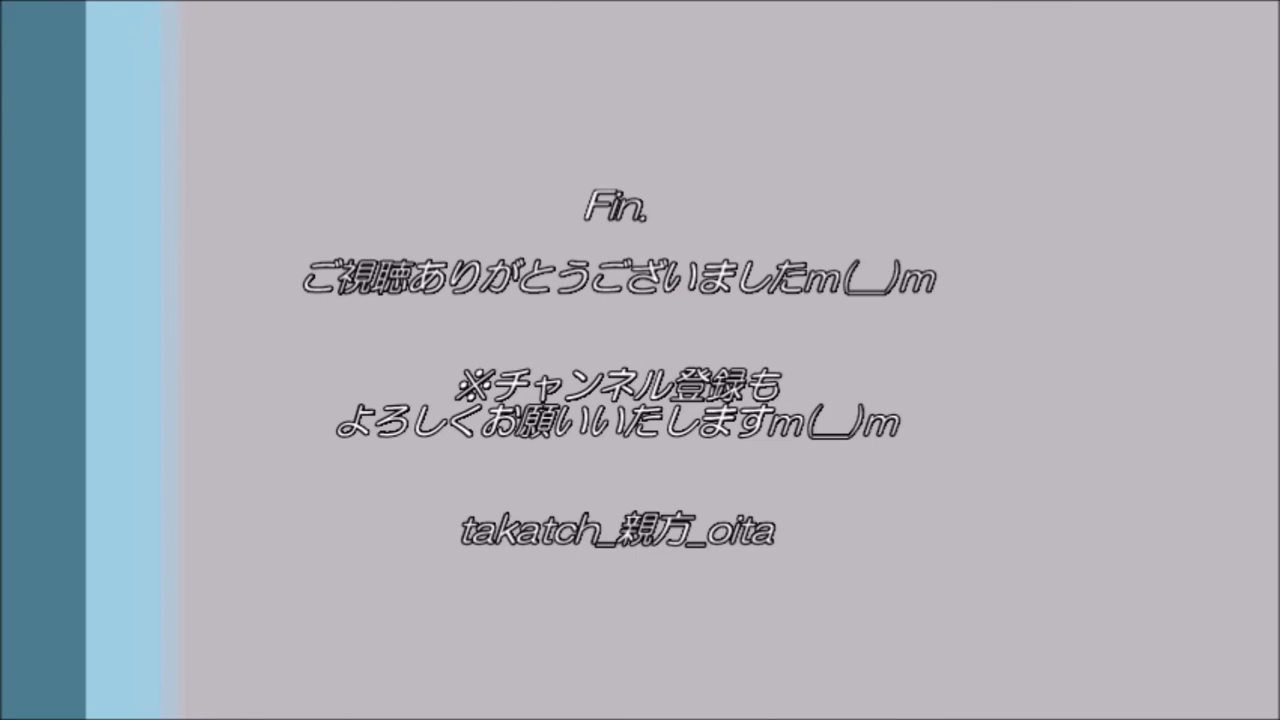 Fin.
ご視聴ありがとうございましたm(__)m
※チャンネル登録も
よろしくお願いいたしますm(__)m
takatch_親方_oita